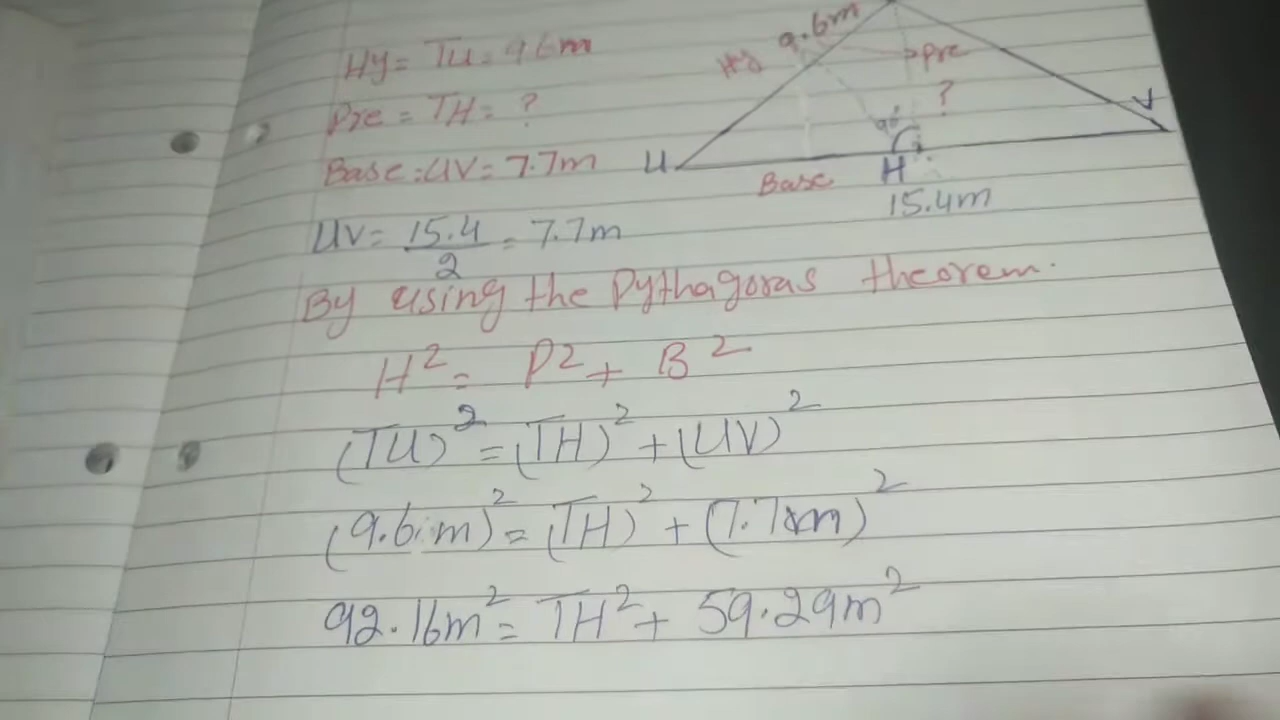 9.6m
Hy= TU= 9.6m
Hy
Pre
Pre = TH= ?
?
90°
V
Base: UV= 7.7m
U
H
Base
15.4m
UV= 15.4/2 = 7.7m
By using the Pythagoras theorem.
H²= P²+ B²
(TU)²=(TH)²+(UV)²
(9.6m)²=(TH)²+(7.7m)²
92.16m²= TH²+ 59.29m²